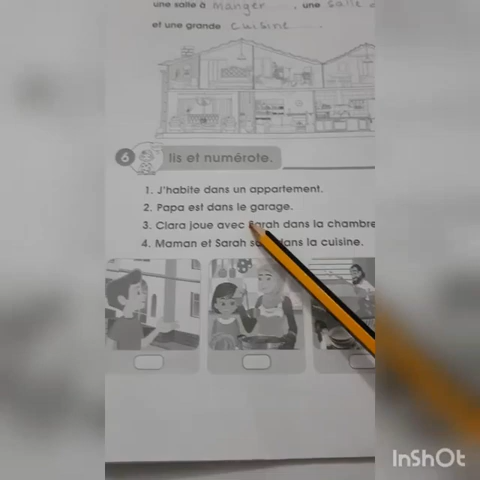 une salle à manger, une salle
et une grande cuisine
6 lis et numérote.
1. J'habite dans un appartement.
2. Papa est dans le garage.
3. Clara joue avec Sarah dans la chambre
4. Maman et Sarah dans la cuisine.
InShOt